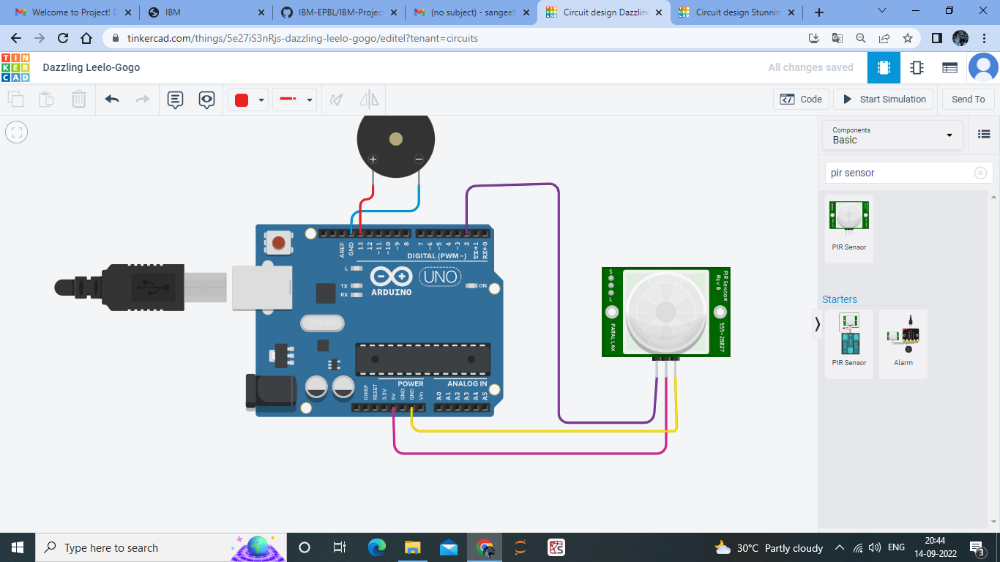 Welcome to Project! D
IBM
IBM-EPBL/IBM-Project
(no subject) - sangee9
Circuit design Dazzling
Circuit design Stunnin
tinkercad.com/things/5e27iS3nRjs-dazzling-leelo-gogo/editel?tenant=circuits
TIN
KER
CAD
Dazzling Leelo-Gogo
All changes saved
Code
Start Simulation
Send To
Components
Basic
pir sensor
PIR Sensor
Starters
PIR Sensor
Alarm
AREF
GND
13
12
~11
~10
~9
8
7
~6
~5
4
~3
2
TX→1
RX←0
DIGITAL (PWM~)
L
TX
RX
ARDUINO
UNO
ON
POWER
ANALOG IN
IOREF
RESET
3.3V
5V
GND
GND
Vin
A0
A1
A2
A3
A4
A5
S
L
PARALLAX
PIR SENSOR
Rev B
555-28027
Type here to search
30°C Partly cloudy
ENG
20:44
14-09-2022
3